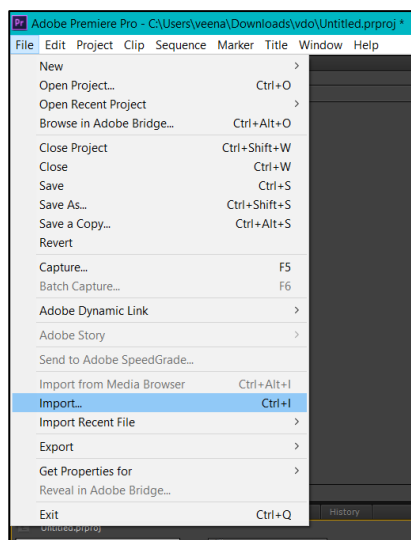 Adobe Premiere Pro - C:\Users\veena\Downloads\vdo\Untitled.prproj *
File Edit Project Clip Sequence Marker Title Window Help
New >
Open Project... Ctrl+O
Open Recent Project >
Browse in Adobe Bridge... Ctrl+Alt+O
Close Project Ctrl+Shift+W
Close Ctrl+W
Save Ctrl+S
Save As... Ctrl+Shift+S
Save a Copy... Ctrl+Alt+S
Revert
Capture... F5
Batch Capture... F6
Adobe Dynamic Link >
Adobe Story >
Send to Adobe SpeedGrade...
Import from Media Browser Ctrl+Alt+I
Import... Ctrl+I
Import Recent File >
Export >
Get Properties for >
Reveal in Adobe Bridge...
Exit Ctrl+Q
History
Untitled.prproj